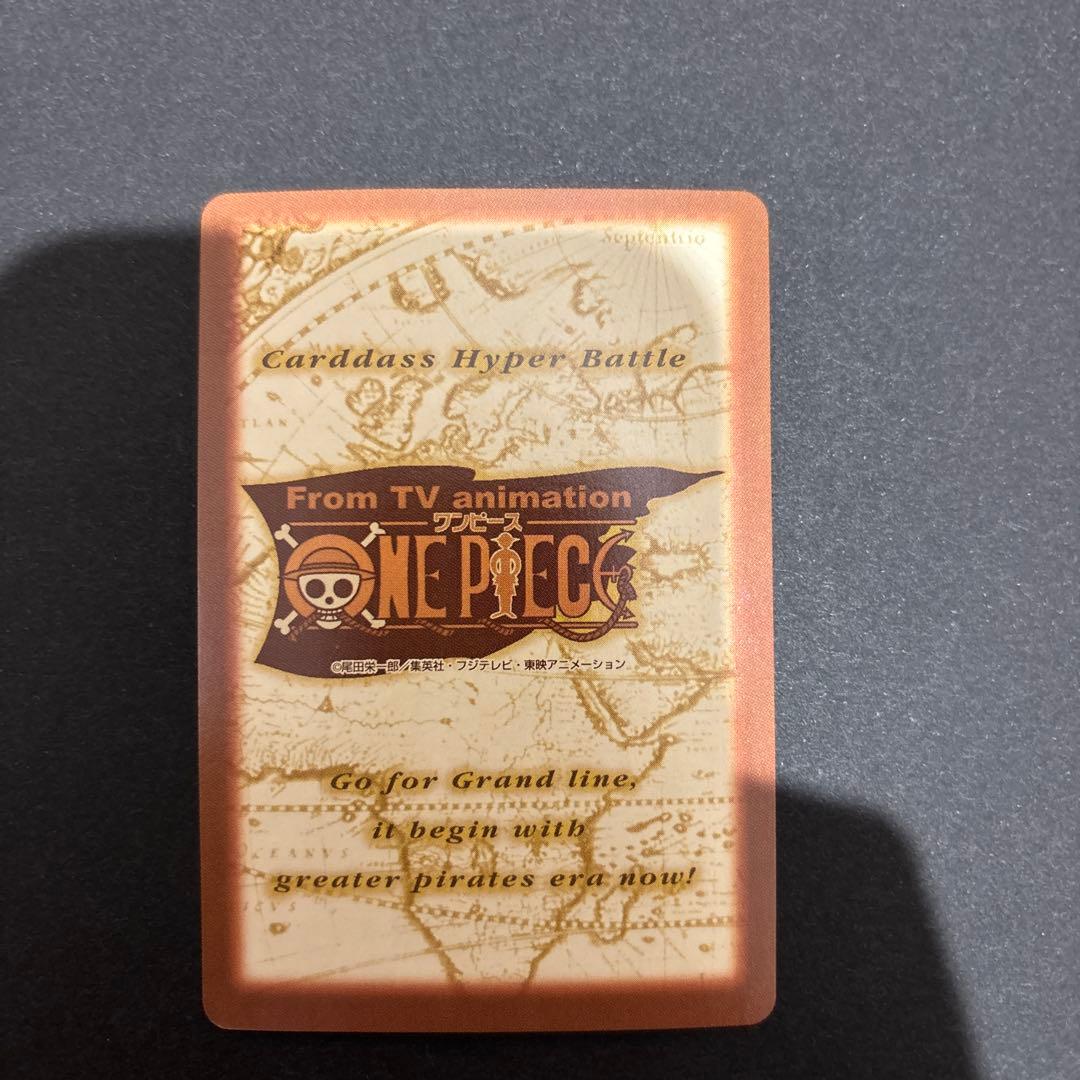 Septentrio
Carddass Hyper Battle
TLAN
From TV animation
ワンピース
ONE PIECE
©尾田栄一郎／集英社・フジテレビ・東映アニメーション
Go for Grand line,
it begin with
KEANVS
greater pirates era now!